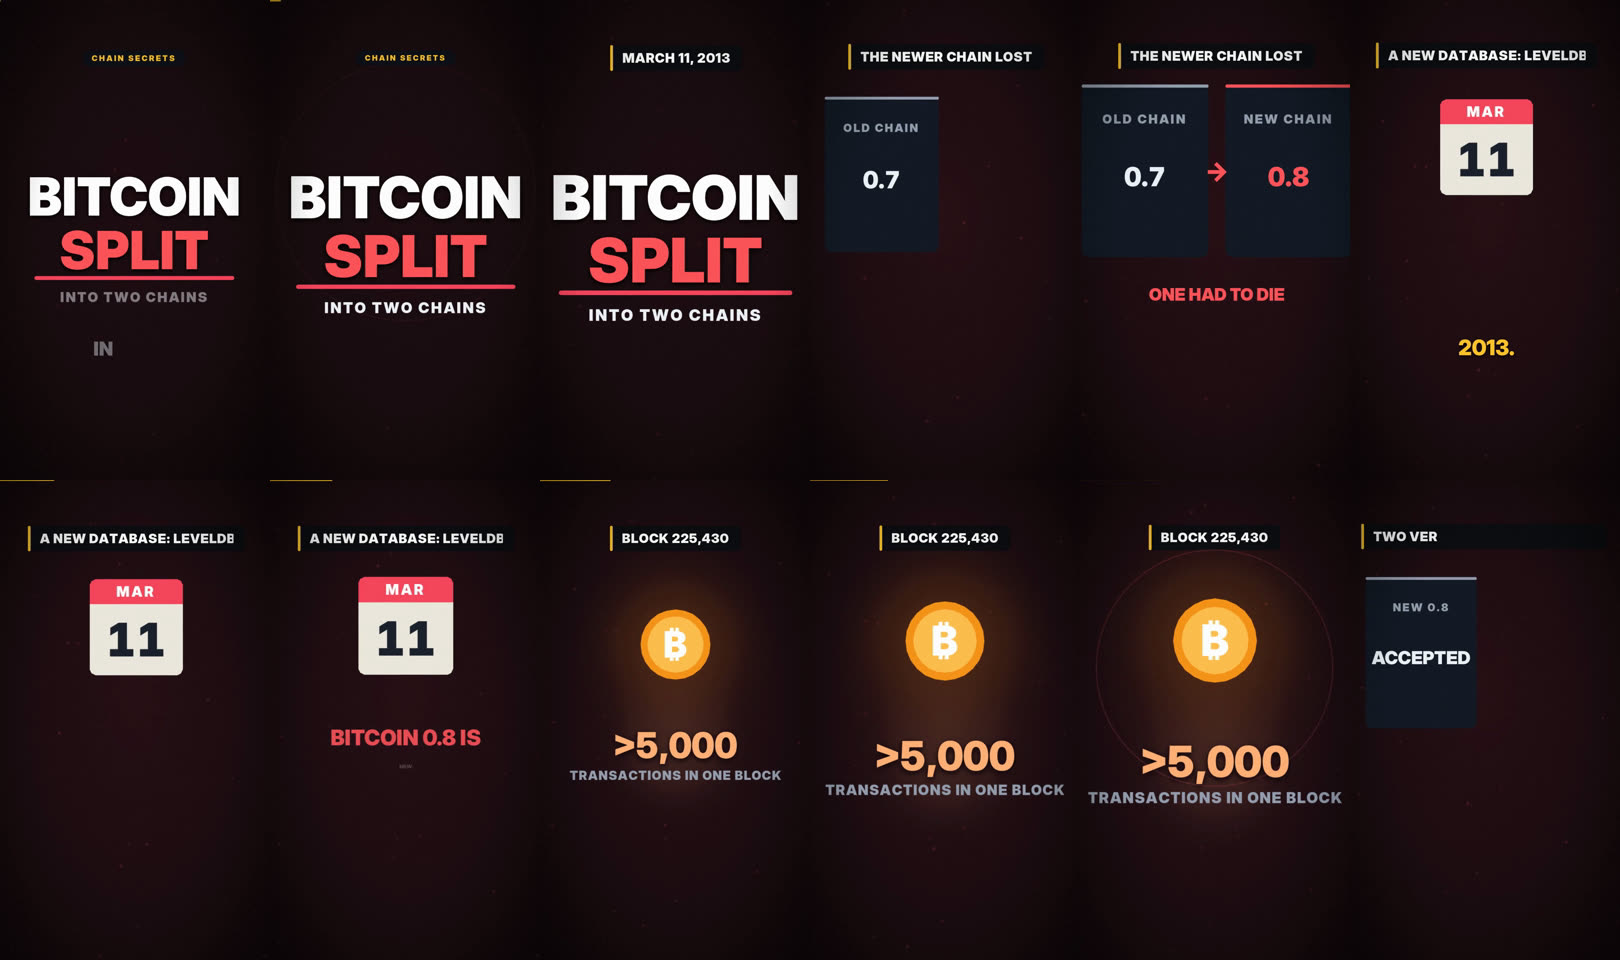 CHAIN SECRETS
BITCOIN
SPLIT
INTO TWO CHAINS
IN
CHAIN SECRETS
BITCOIN
SPLIT
INTO TWO CHAINS
MARCH 11, 2013
BITCOIN
SPLIT
INTO TWO CHAINS
THE NEWER CHAIN LOST
OLD CHAIN
0.7
THE NEWER CHAIN LOST
OLD CHAIN
0.7
→
NEW CHAIN
0.8
ONE HAD TO DIE
A NEW DATABASE: LEVELDB
MAR
11
2013.
A NEW DATABASE: LEVELDB
MAR
11
A NEW DATABASE: LEVELDB
MAR
11
BITCOIN 0.8 IS
NEW
BLOCK 225,430
₿
>5,000
TRANSACTIONS IN ONE BLOCK
BLOCK 225,430
₿
>5,000
TRANSACTIONS IN ONE BLOCK
BLOCK 225,430
₿
>5,000
TRANSACTIONS IN ONE BLOCK
TWO VER
NEW 0.8
ACCEPTED